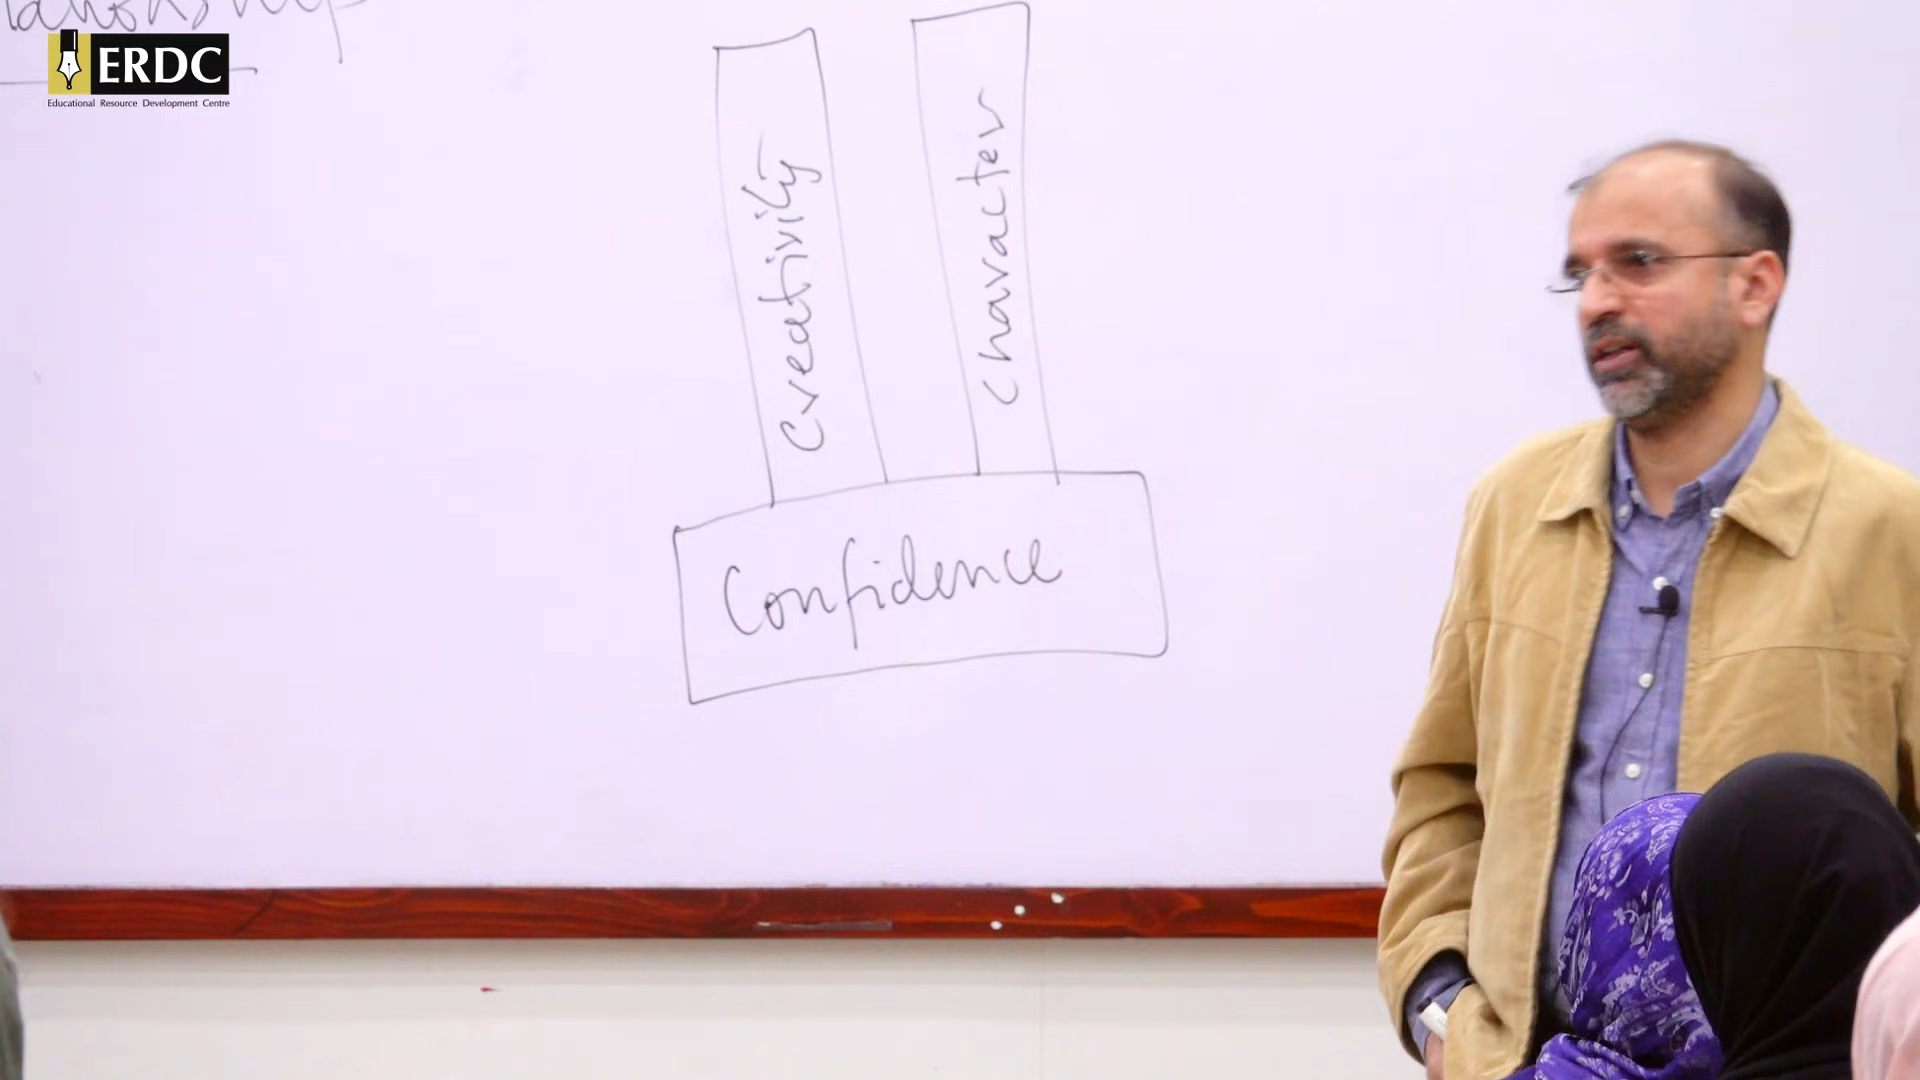 ERDC
Educational Resource Development Centre
Creativity
Character
Confidence